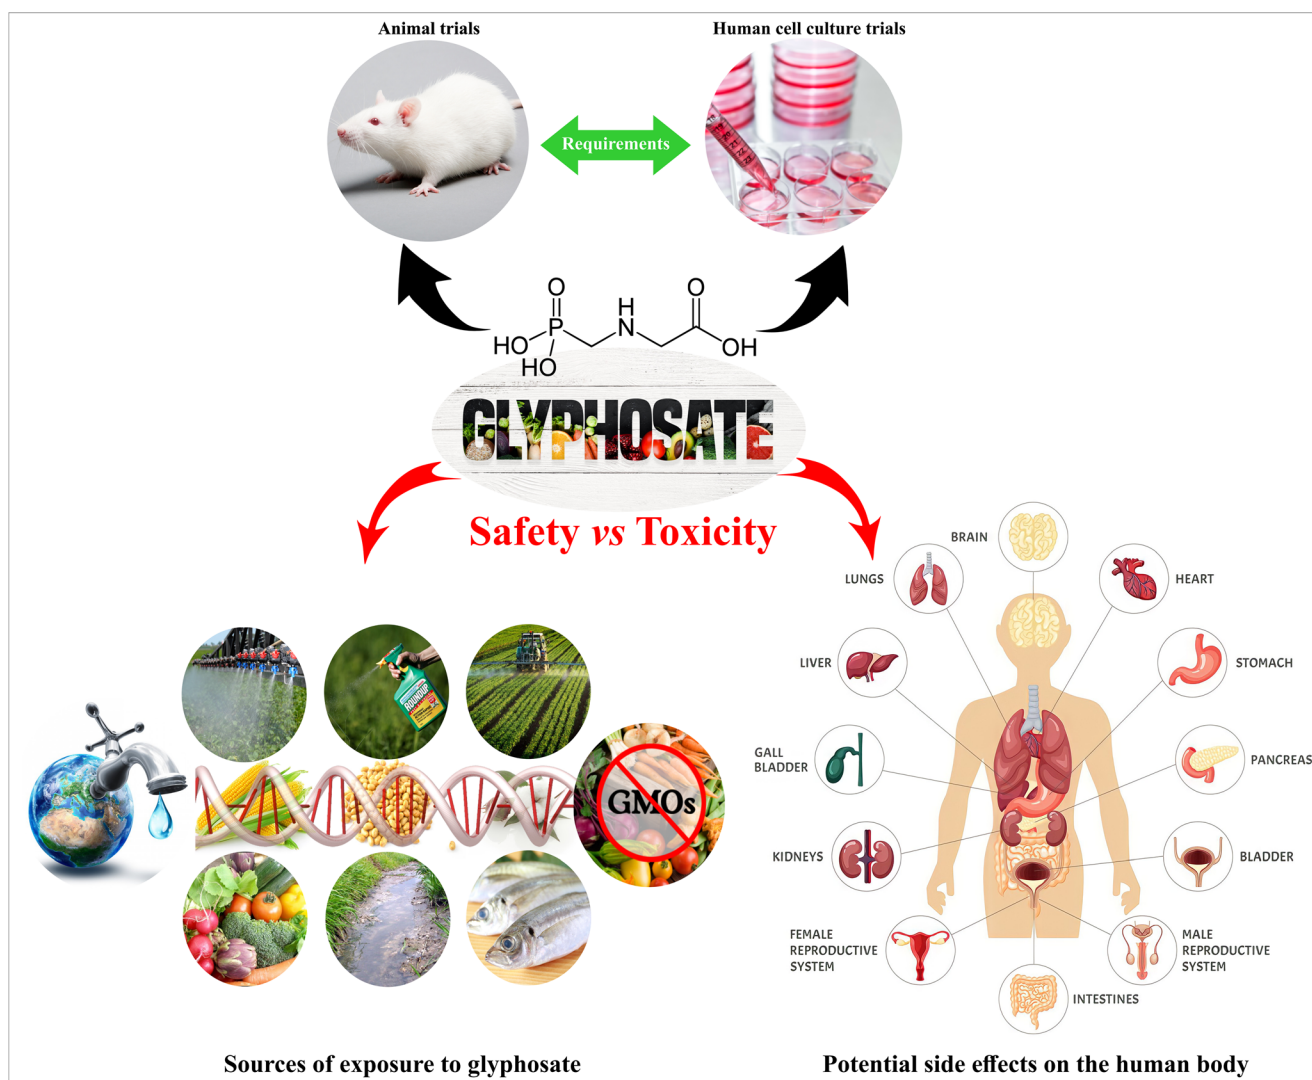 Animal trials
Human cell culture trials
Requirements
O
H
N
O
P
HO
HO
OH
GLYPHOSATE
Safety vs Toxicity
BRAIN
LUNGS
HEART
LIVER
STOMACH
ROUNDUP
GALL
BLADDER
PANCREAS
GMOs
KIDNEYS
BLADDER
FEMALE
REPRODUCTIVE
SYSTEM
MALE
REPRODUCTIVE
SYSTEM
INTESTINES
Sources of exposure to glyphosate
Potential side effects on the human body